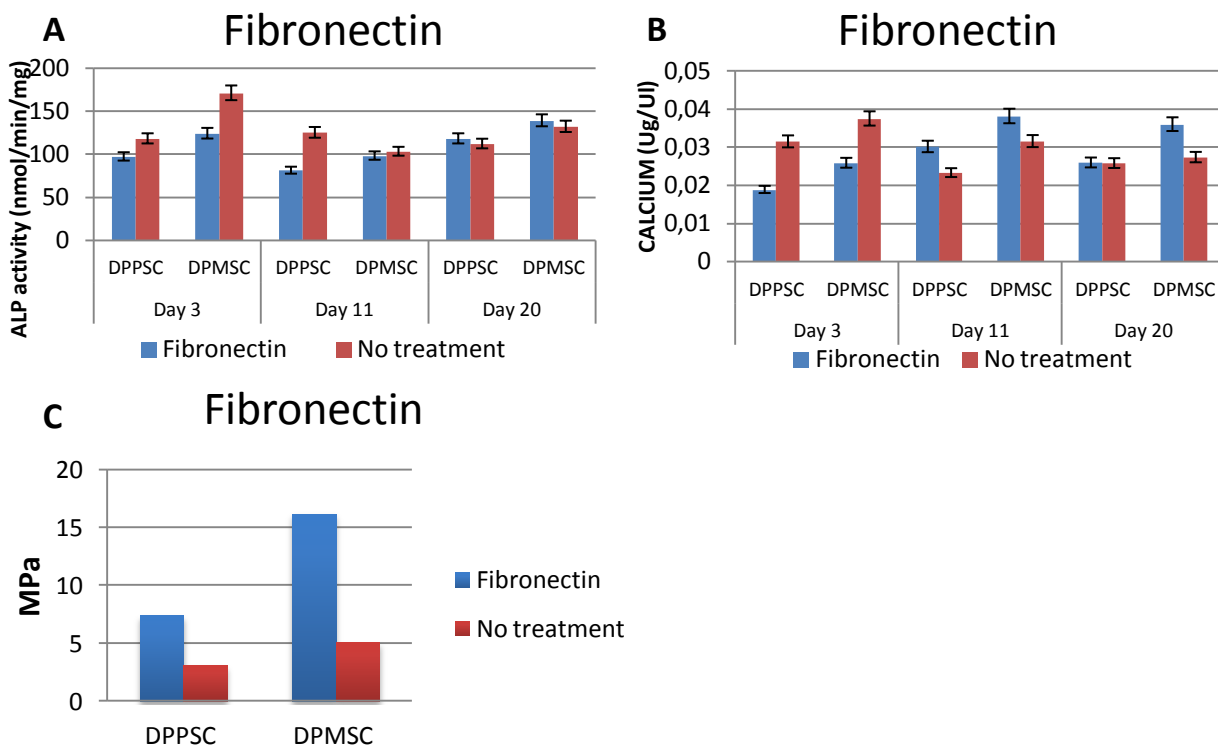 A
Fibronectin
ALP activity (nmol/min/mg)
200
150
100
50
0
DPPSC DPMSC DPPSC DPMSC DPPSC DPMSC
Day 3 Day 11 Day 20
Fibronectin No treatment
B
Fibronectin
CALCIUM (Ug/Ul)
0,05
0,04
0,03
0,02
0,01
0
DPPSC DPMSC DPPSC DPMSC DPPSC DPMSC
Day 3 Day 11 Day 20
Fibronectin No treatment
C
Fibronectin
MPa
20
15
10
5
0
DPPSC DPMSC
Fibronectin
No treatment